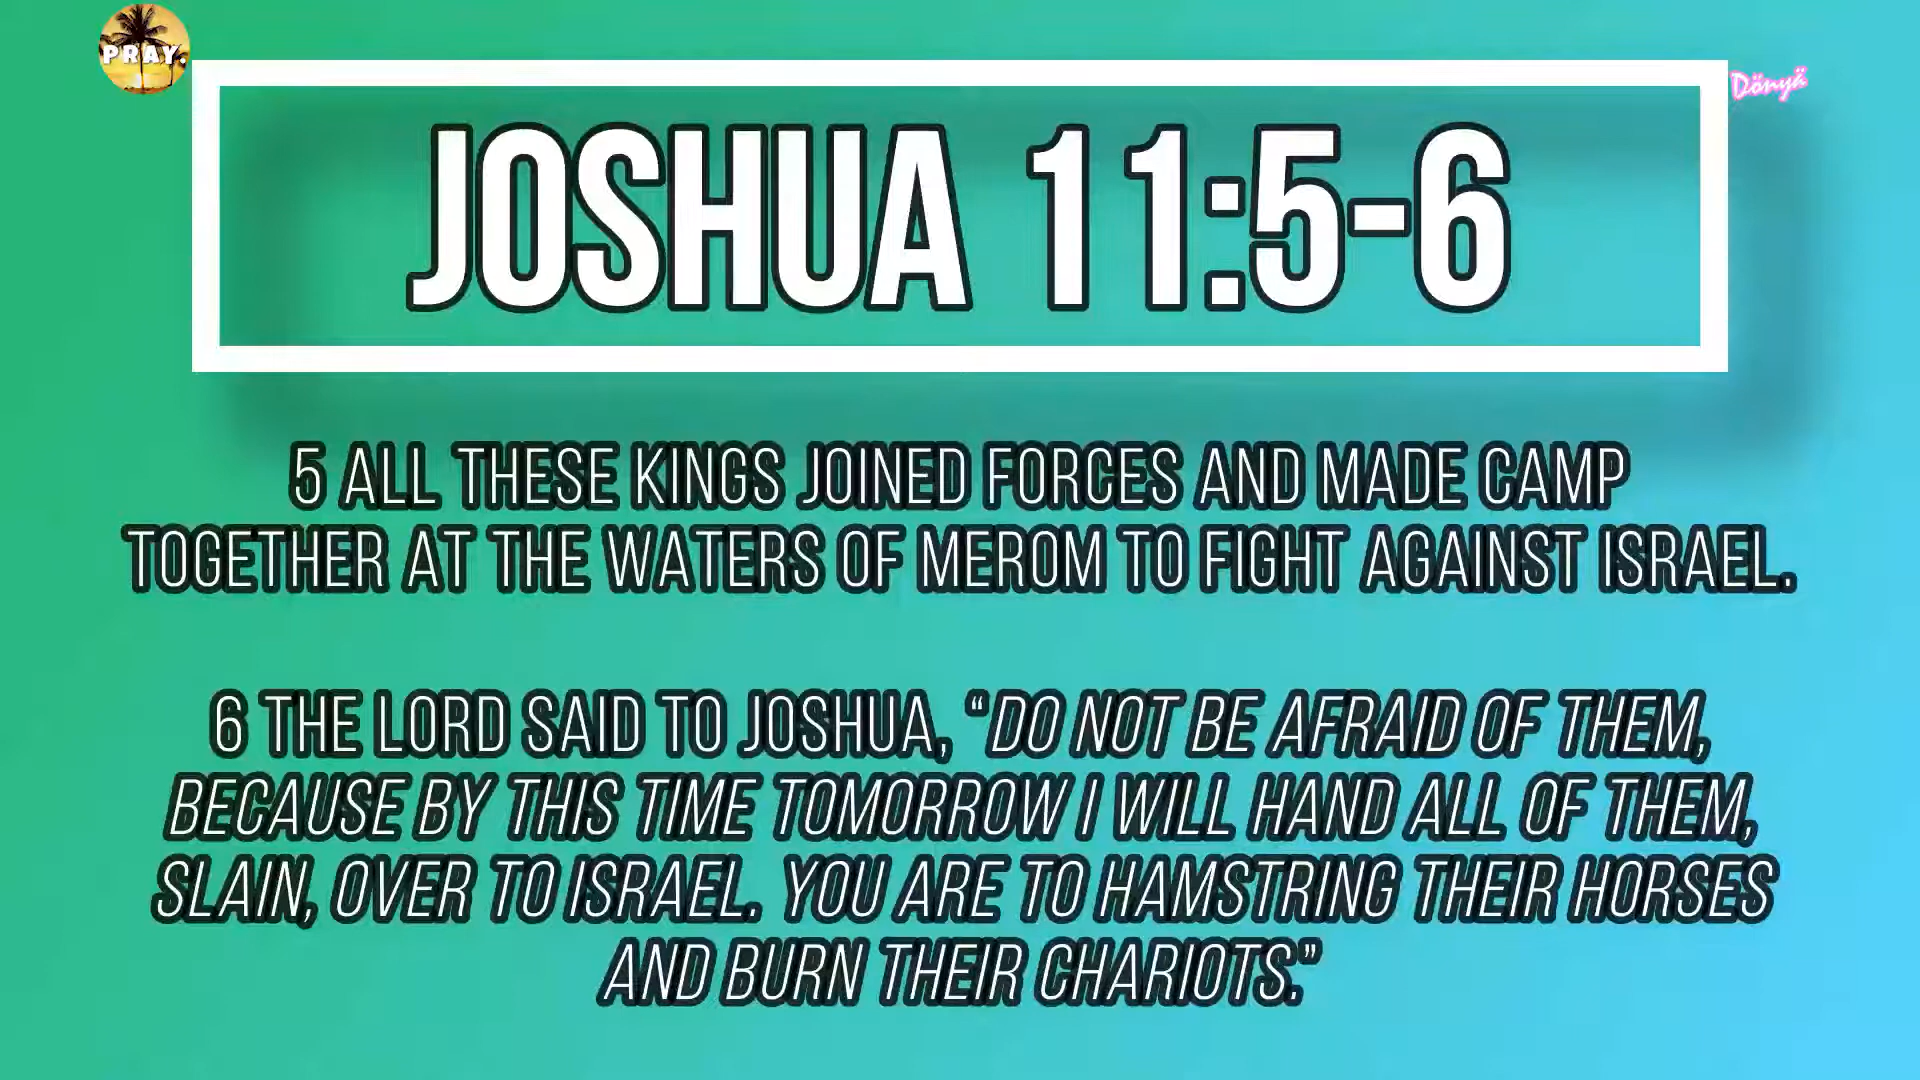 PRAY.
Dönyä
JOSHUA 11:5-6
5 ALL THESE KINGS JOINED FORCES AND MADE CAMP
TOGETHER AT THE WATERS OF MEROM TO FIGHT AGAINST ISRAEL.
6 THE LORD SAID TO JOSHUA, “DO NOT BE AFRAID OF THEM,
BECAUSE BY THIS TIME TOMORROW I WILL HAND ALL OF THEM,
SLAIN, OVER TO ISRAEL. YOU ARE TO HAMSTRING THEIR HORSES
AND BURN THEIR CHARIOTS.”